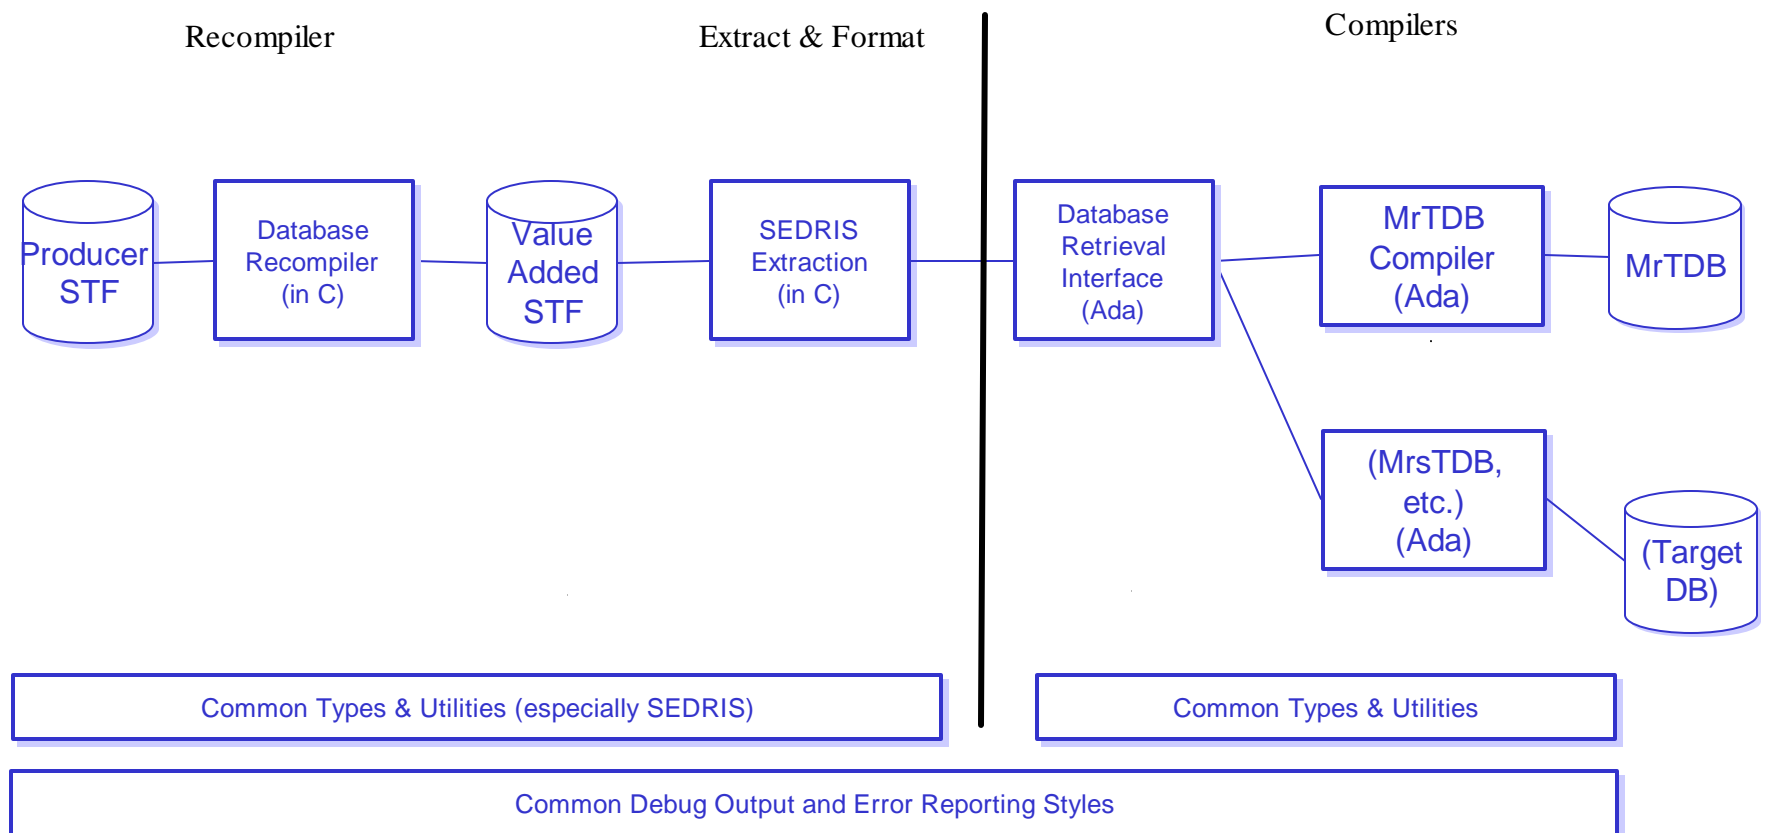 Recompiler
Extract & Format
Compilers
Producer
STF
Database
Recompiler
(in C)
Value
Added
STF
SEDRIS
Extraction
(in C)
Database
Retrieval
Interface
(Ada)
MrTDB
Compiler
(Ada)
MrTDB
(MrsTDB,
etc.)
(Ada)
(Target
DB)
Common Types & Utilities (especially SEDRIS)
Common Types & Utilities
Common Debug Output and Error Reporting Styles